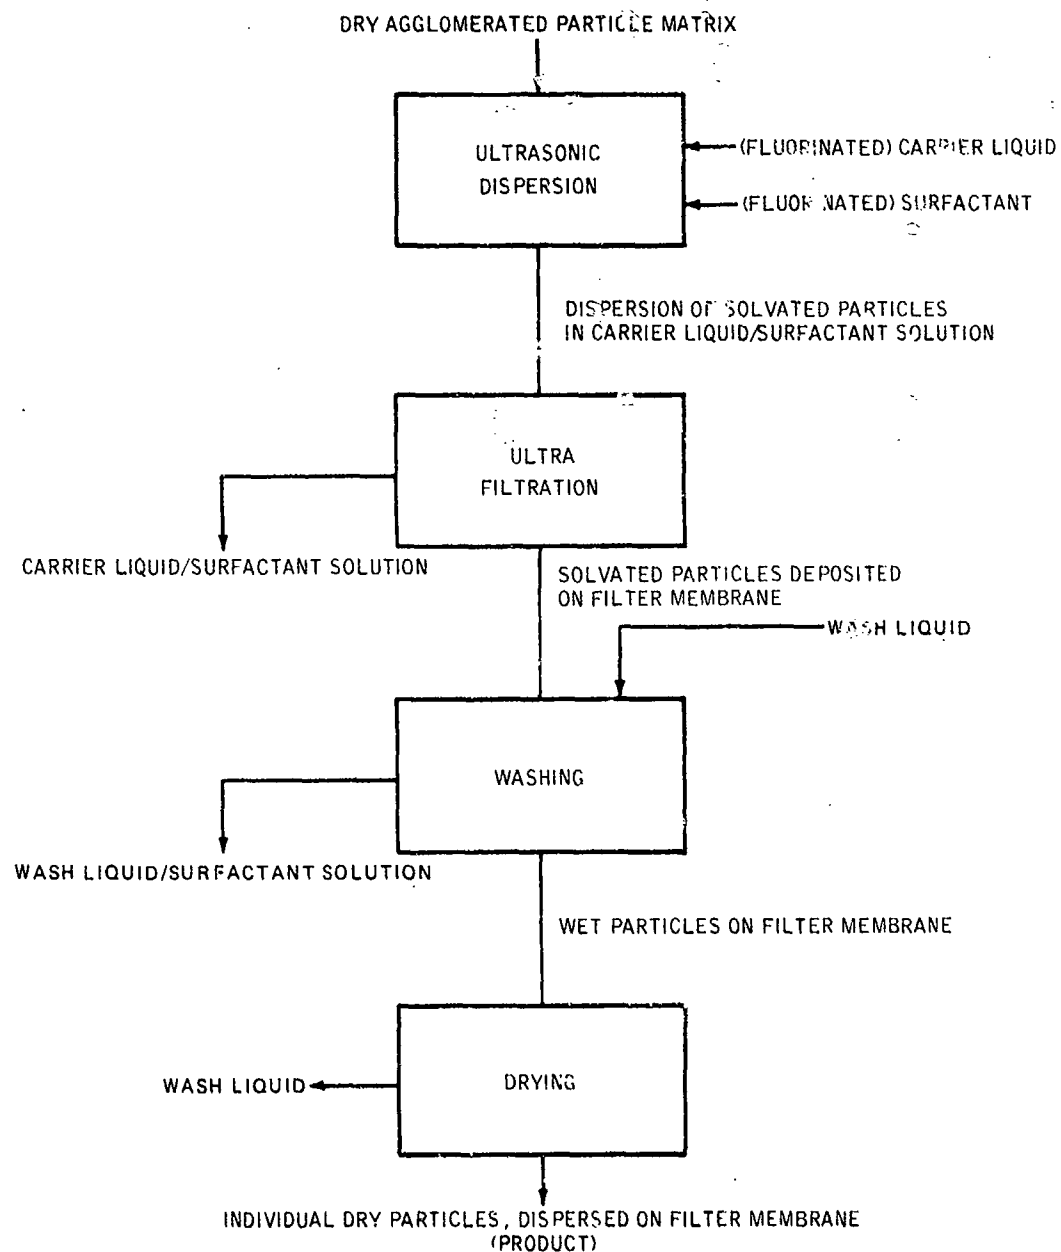 DRY AGGLOMERATED PARTICLE MATRIX
ULTRASONIC
DISPERSION
(FLUORINATED) CARRIER LIQUID
(FLUORINATED) SURFACTANT
DISPERSION OF SOLVATED PARTICLES
IN CARRIER LIQUID/SURFACTANT SOLUTION
ULTRA
FILTRATION
CARRIER LIQUID/SURFACTANT SOLUTION
SOLVATED PARTICLES DEPOSITED
ON FILTER MEMBRANE
WASH LIQUID
WASHING
WASH LIQUID/SURFACTANT SOLUTION
WET PARTICLES ON FILTER MEMBRANE
DRYING
WASH LIQUID
INDIVIDUAL DRY PARTICLES, DISPERSED ON FILTER MEMBRANE
(PRODUCT)